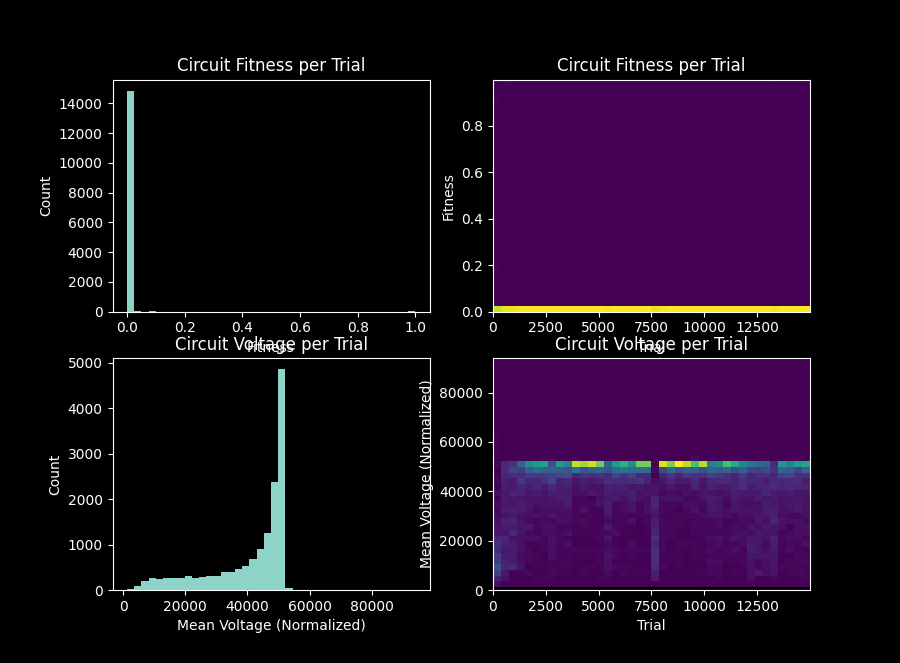 Circuit Fitness per Trial
14000
12000
10000
8000
6000
4000
2000
0
Count
0.0 0.2 0.4 0.6 0.8 1.0
Fitness
Circuit Fitness per Trial
0.8
0.6
0.4
0.2
0.0
Fitness
0 2500 5000 7500 10000 12500
Trial
Circuit Voltage per Trial
5000
4000
3000
2000
1000
0
Count
0 20000 40000 60000 80000
Mean Voltage (Normalized)
Circuit Voltage per Trial
80000
60000
40000
20000
0
Mean Voltage (Normalized)
0 2500 5000 7500 10000 12500
Trial